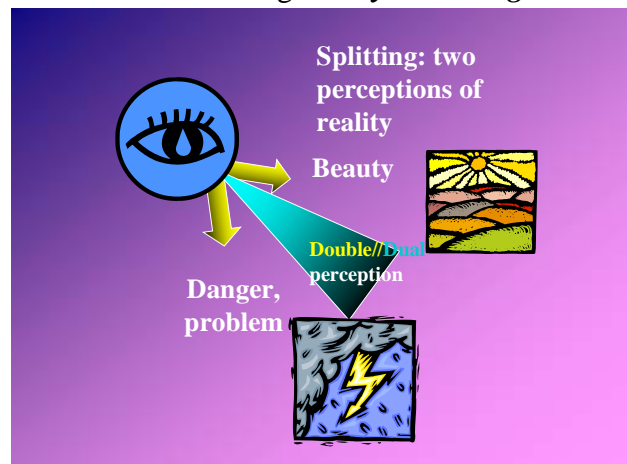 Splitting: two
perceptions of
reality
Beauty
Double//Dual
perception
Danger,
problem